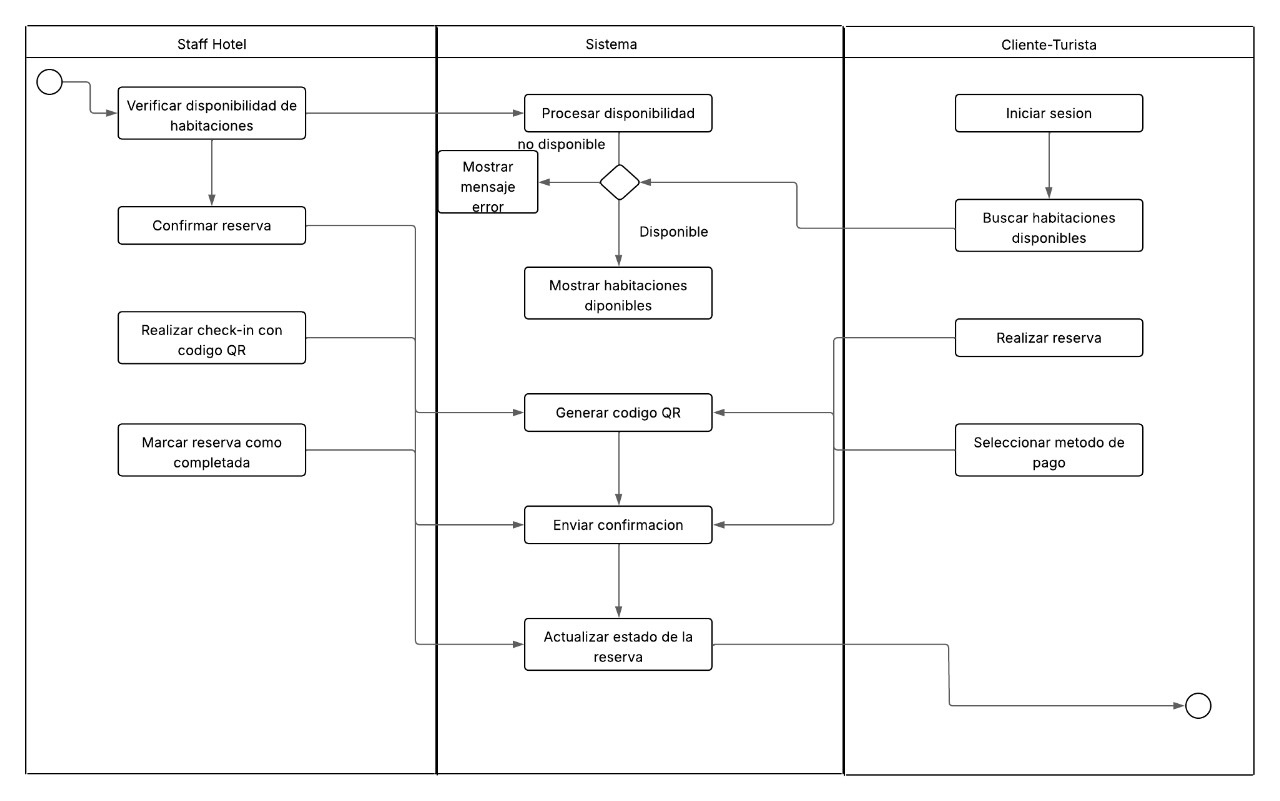 Staff Hotel
Sistema
Cliente-Turista
Verificar disponibilidad de
habitaciones
Procesar disponibilidad
Iniciar sesion
no disponible
Mostrar
mensaje
error
Confirmar reserva
Disponible
Buscar habitaciones
disponibles
Mostrar habitaciones
diponibles
Realizar check-in con
codigo QR
Realizar reserva
Generar codigo QR
Marcar reserva como
completada
Seleccionar metodo de
pago
Enviar confirmacion
Actualizar estado de la
reserva